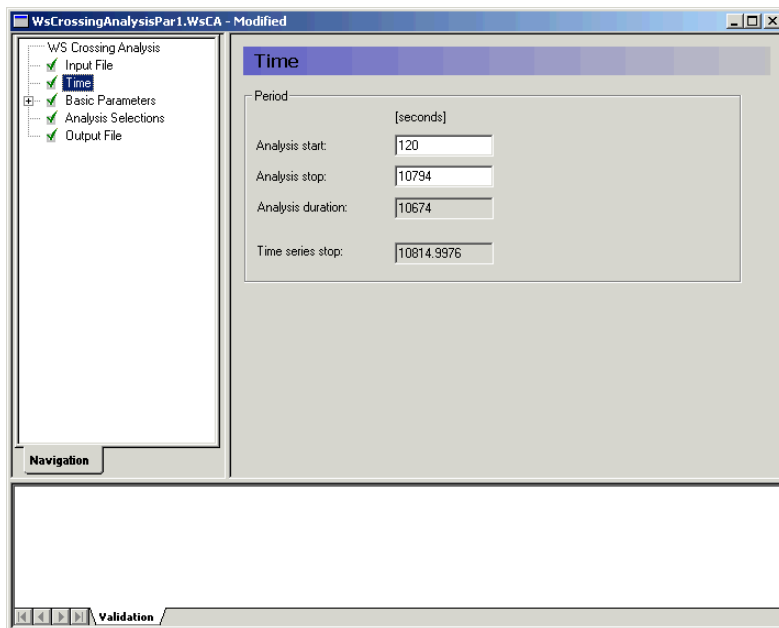 WsCrossingAnalysisPar1.WsCA - Modified
WS Crossing Analysis
Input File
Time
Basic Parameters
Analysis Selections
Output File
Navigation
Time
Period
[seconds]
Analysis start: 120
Analysis stop: 10794
Analysis duration: 10674
Time series stop: 10814.9976
Validation